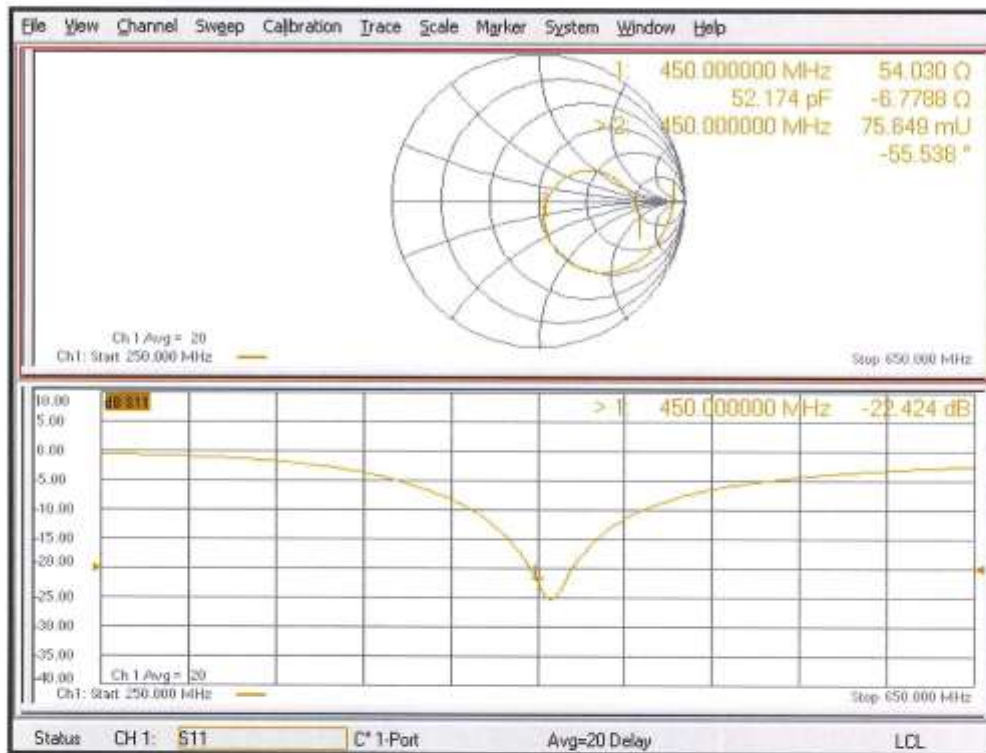 File View Channel Sweep Calibration Trace Scale Marker System Window Help
1: 450.000000 MHz 54.030 Ω
52.174 pF -6.7788 Ω
> 2: 450.000000 MHz 75.649 mU
-55.538 °
Ch 1 Avg = 20
Ch1: Start 250.000 MHz Stop 650.000 MHz
10.00 dB S11 > 1: 450.000000 MHz -22.424 dB
5.00
0.00
-5.00
-10.00
-15.00
-20.00
-25.00
-30.00
-35.00
-40.00 Ch 1 Avg = 20
Ch1: Start 250.000 MHz Stop 650.000 MHz
Status CH 1: S11 C* 1-Port Avg=20 Delay LCL